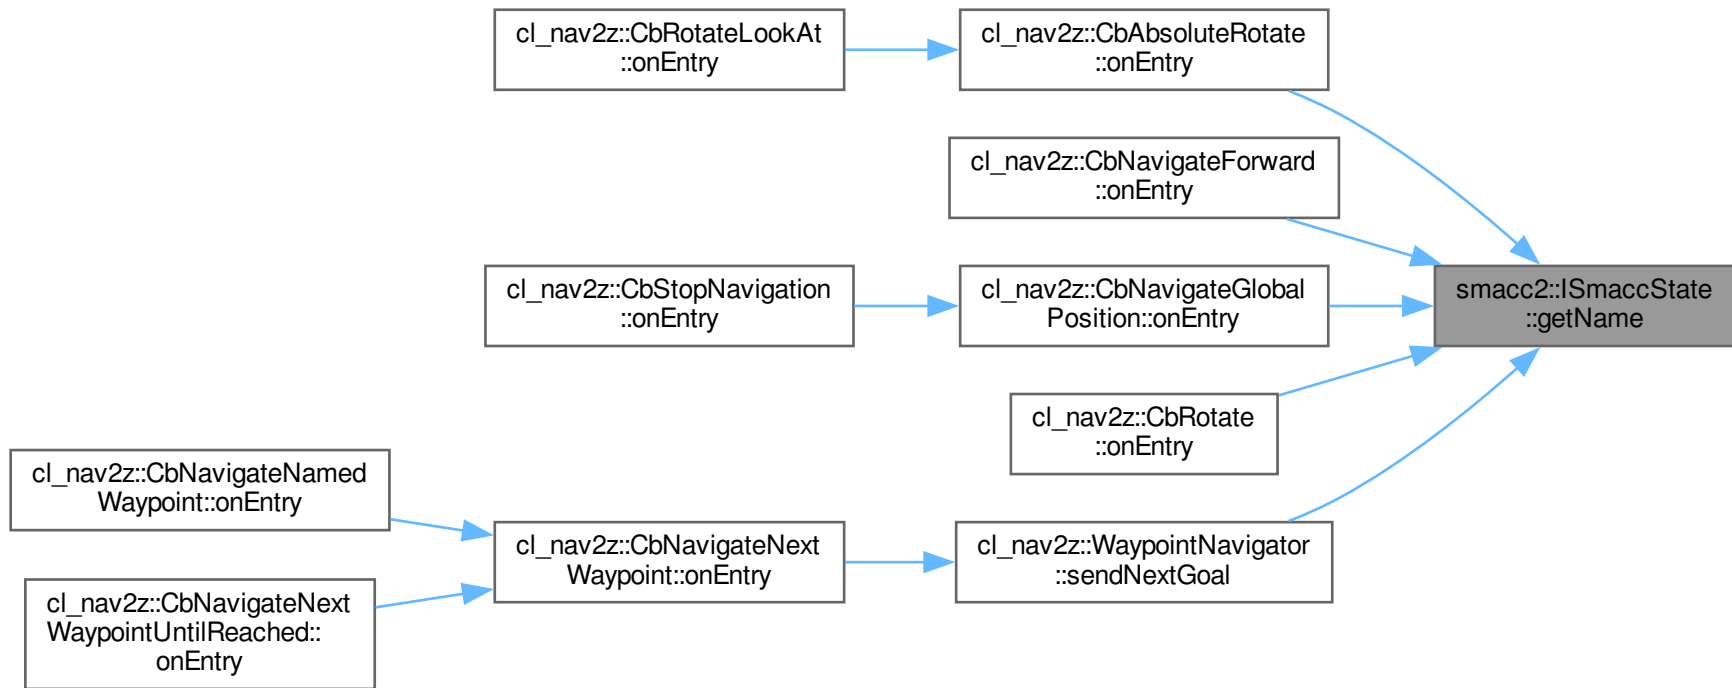 cl_nav2z::CbRotateLookAt
::onEntry
cl_nav2z::CbAbsoluteRotate
::onEntry
cl_nav2z::CbNavigateForward
::onEntry
cl_nav2z::CbStopNavigation
::onEntry
cl_nav2z::CbNavigateGlobal
Position::onEntry
smacc2::ISmaccState
::getName
cl_nav2z::CbRotate
::onEntry
cl_nav2z::CbNavigateNamed
Waypoint::onEntry
cl_nav2z::CbNavigateNext
Waypoint::onEntry
cl_nav2z::WaypointNavigator
::sendNextGoal
cl_nav2z::CbNavigateNext
WaypointUntilReached::
onEntry